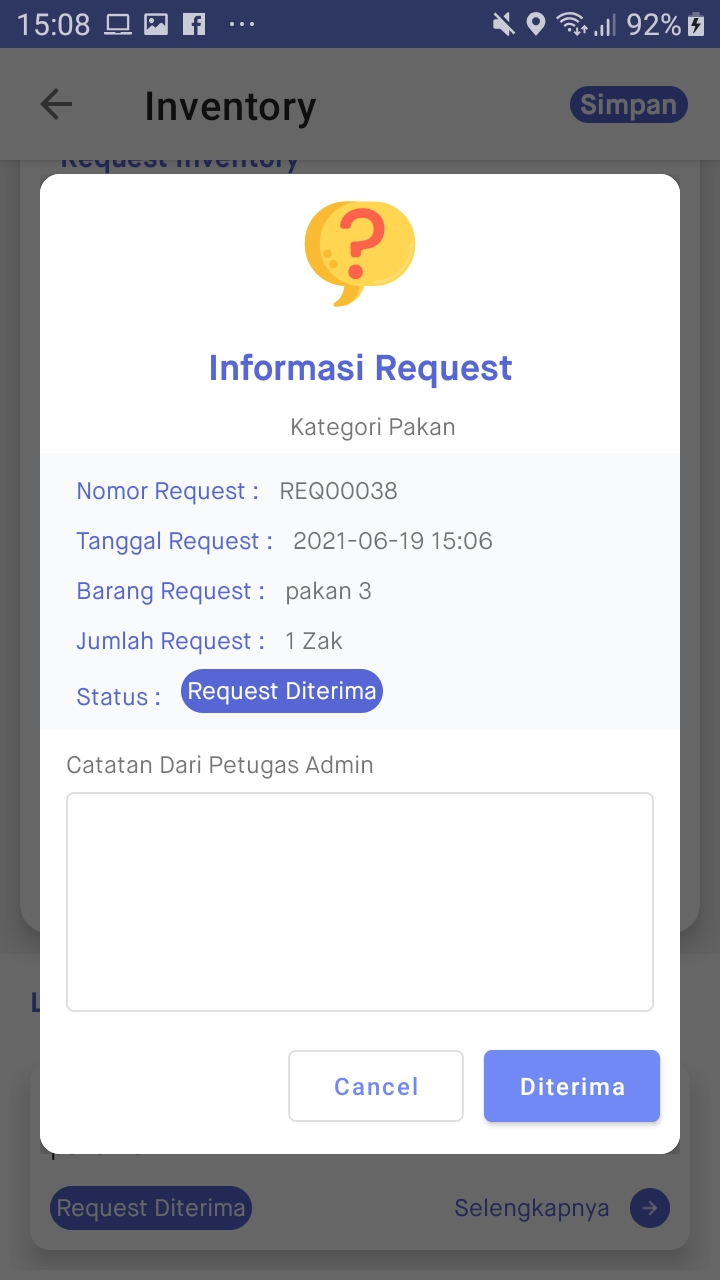 15:08 92%
Inventory Simpan
Request Inventory
?
Informasi Request
Kategori Pakan
Nomor Request : REQ00038
Tanggal Request : 2021-06-19 15:06
Barang Request : pakan 3
Jumlah Request : 1 Zak
Status : Request Diterima
Catatan Dari Petugas Admin
Cancel Diterima
Request Diterima Selengkapnya